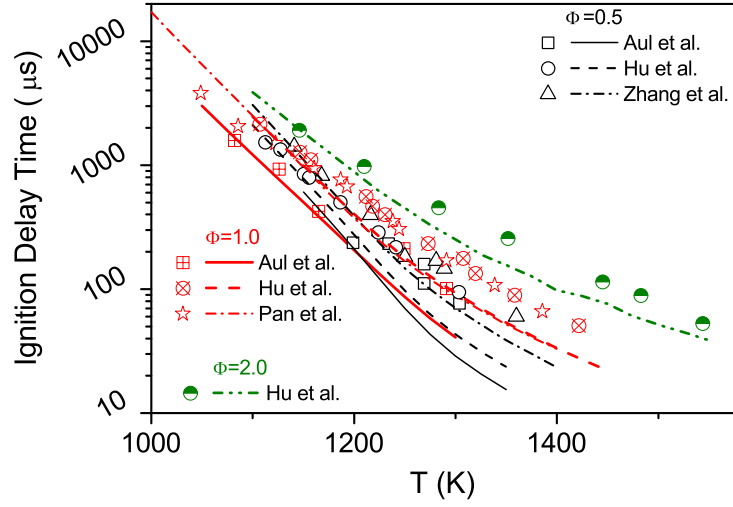 10000
1000
100
10
Ignition Delay Time ( μs)
1000
1200
1400
T (K)
Φ=0.5
Aul et al.
Hu et al.
Zhang et al.
Φ=1.0
Aul et al.
Hu et al.
Pan et al.
Φ=2.0
Hu et al.